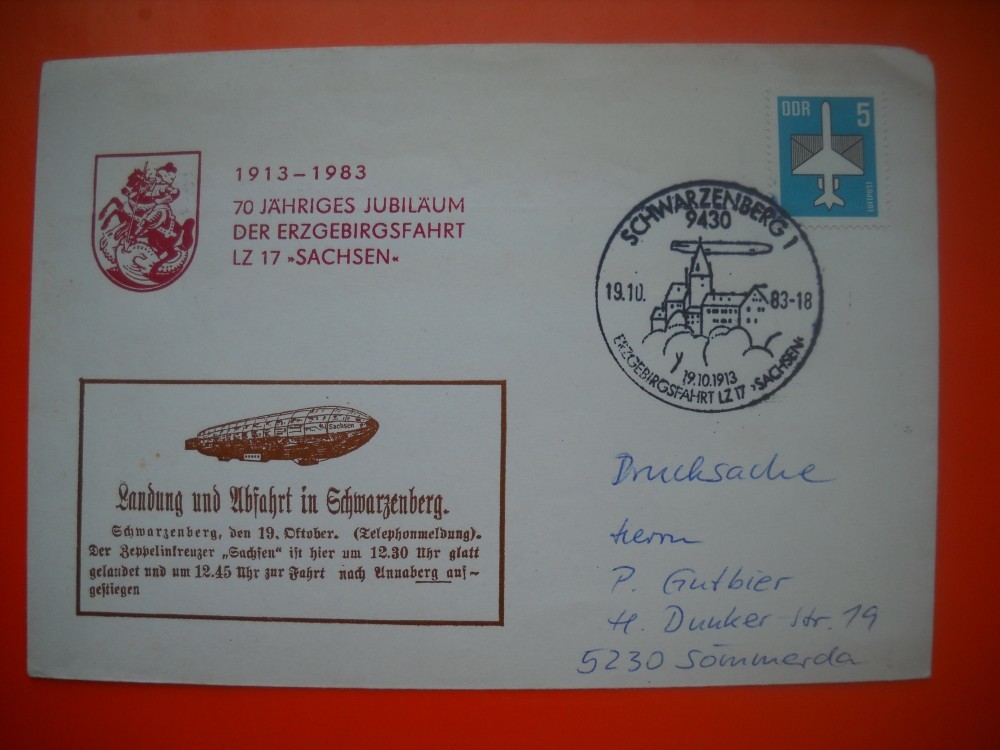 1913–1983
70 JÄHRIGES JUBILÄUM
DER ERZGEBIRGSFAHRT
LZ 17 »SACHSEN«
DDR 5
LUFTPOST
SCHWARZENBERG 1
9430
19.10. 83-18
19.10.1913
ERZGEBIRGSFAHRT LZ 17 »SACHSEN«
Sachsen
Landung und Abfahrt in Schwarzenberg.
Schwarzenberg, den 19. Oktober. (Telephonmeldung).
Der Zeppelinkreuzer „Sachsen“ ist hier um 12.30 Uhr glatt
gelandet und um 12.45 Uhr zur Fahrt nach Annaberg auf-
gestiegen
Drucksache
Herrn
P. Gutbier
H. Dunker-Str. 19
5230 Sömmerda